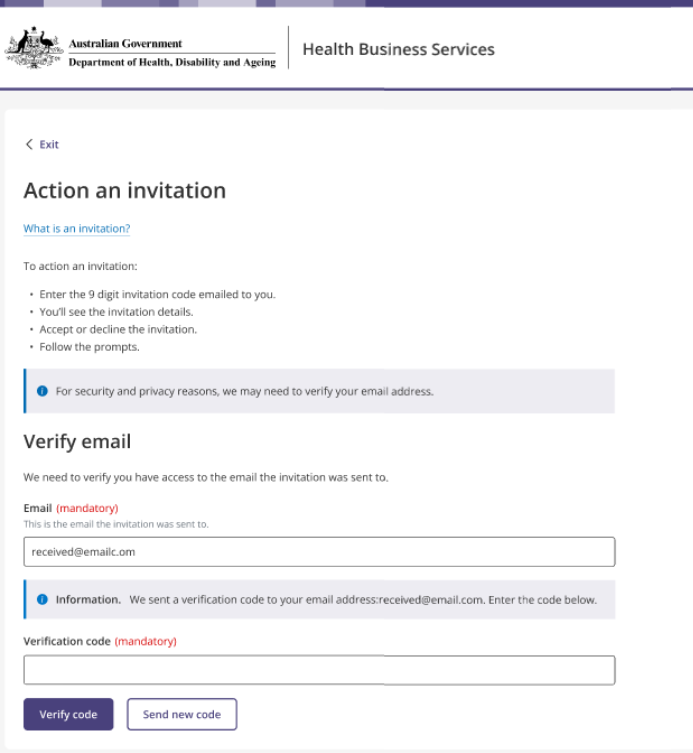 Australian Government
Department of Health, Disability and Ageing
Health Business Services
Exit
Action an invitation
What is an invitation?
To action an invitation:
• Enter the 9 digit invitation code emailed to you.
• You'll see the invitation details.
• Accept or decline the invitation.
• Follow the prompts.
For security and privacy reasons, we may need to verify your email address.
Verify email
We need to verify you have access to the email the invitation was sent to.
Email (mandatory)
This is the email the invitation was sent to.
received@emailc.om
Information. We sent a verification code to your email address:received@email.com. Enter the code below.
Verification code (mandatory)
Verify code
Send new code